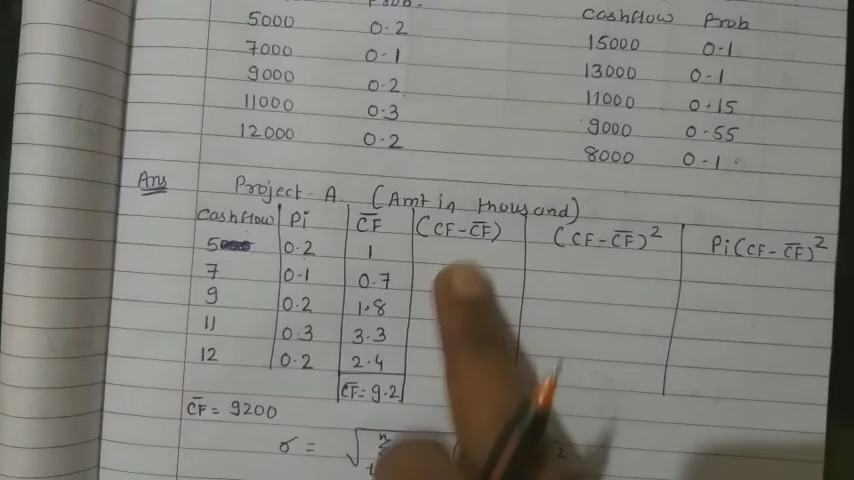 Prob.
Cashflow Prob
5000 0.2
15000 0.1
7000 0.1
13000 0.1
9000 0.2
11000 0.15
11000 0.3
9000 0.55
12000 0.2
8000 0.1
Ans Project - A (Amt in thousand)
Cashflow Pi C̅F̅ (CF-C̅F̅) (CF-C̅F̅)² Pi(CF-C̅F̅)²
5 0.2 1
7 0.1 0.7
9 0.2 1.8
11 0.3 3.3
12 0.2 2.4
C̅F̅=9.2
C̅F̅ = 9200
σ = √ n Σ 2